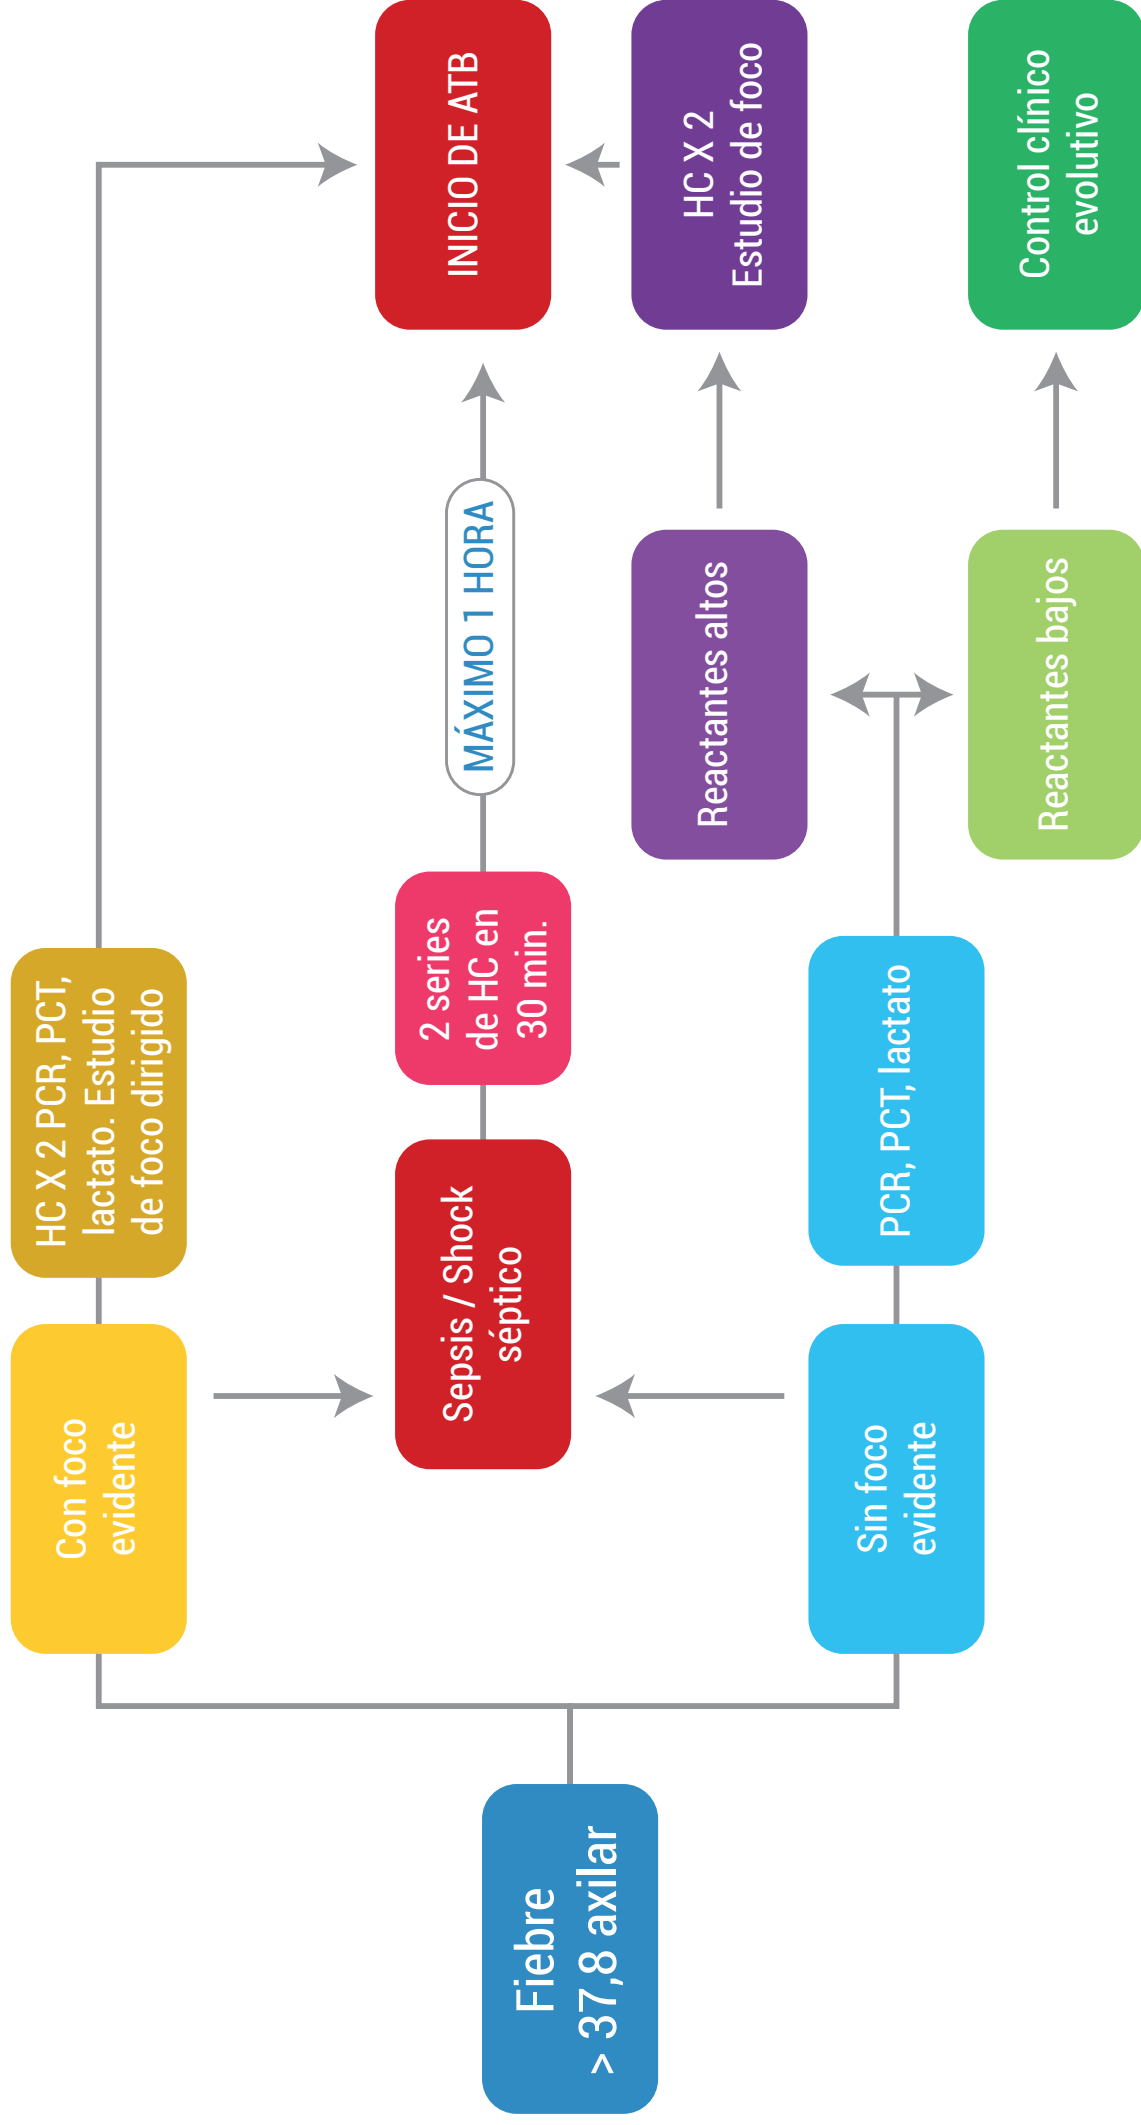 Fiebre
> 37,8 axilar
Con foco
evidente
HC X 2 PCR, PCT,
lactato. Estudio
de foco dirigido
Sepsis / Shock
séptico
2 series
de HC en
30 min.
MÁXIMO 1 HORA
INICIO DE ATB
Sin foco
evidente
PCR, PCT, lactato
Reactantes altos
HC X 2
Estudio de foco
Reactantes bajos
Control clínico
evolutivo